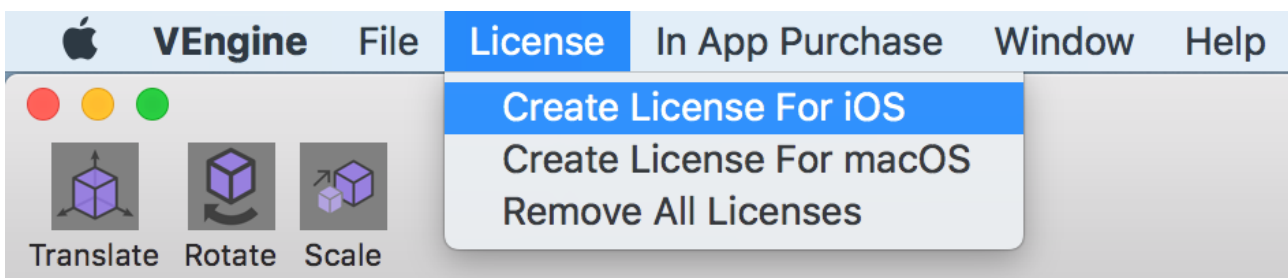 VEngine File License In App Purchase Window Help
Create License For iOS
Create License For macOS
Remove All Licenses
Translate Rotate Scale